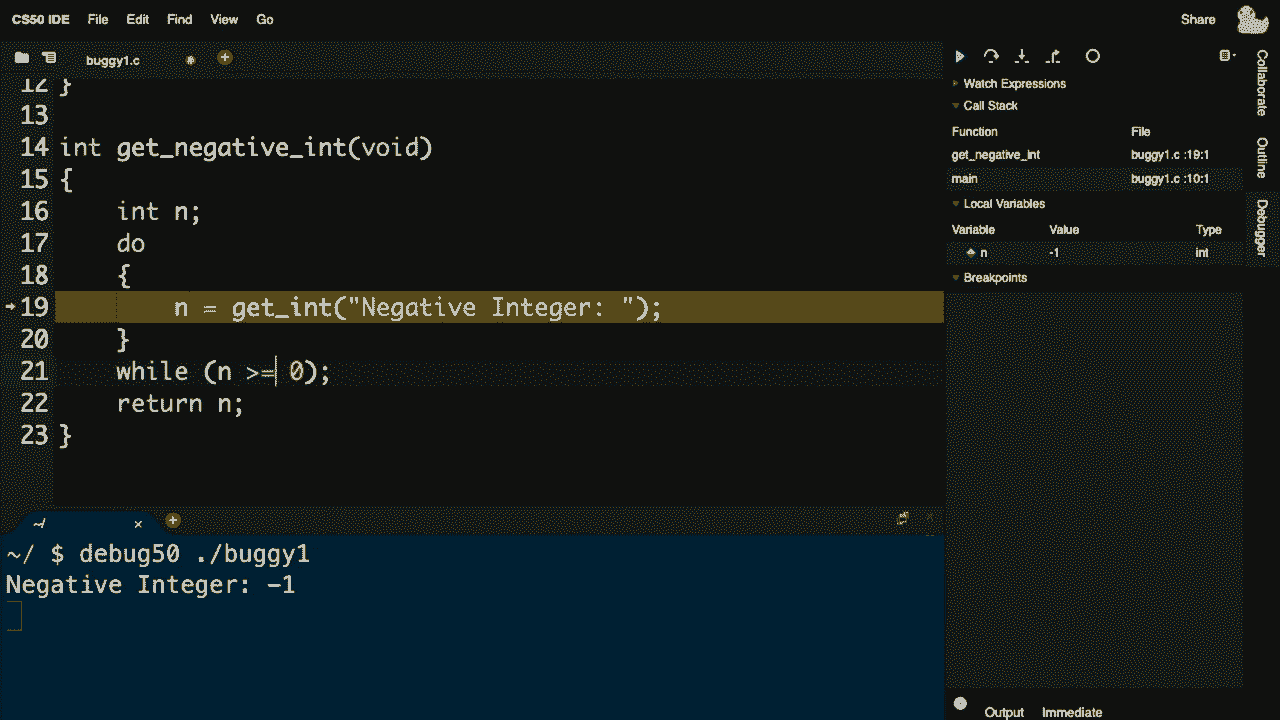 CS50 IDE File Edit Find View Go Share
buggy1.c
12 }
13
14 int get_negative_int(void)
15 {
16 int n;
17 do
18 {
19 n = get_int("Negative Integer: ");
20 }
21 while (n >= 0);
22 return n;
23 }
~/ $ debug50 ./buggy1
Negative Integer: -1
Watch Expressions
Call Stack
Function File
get_negative_int buggy1.c :19:1
main buggy1.c :10:1
Local Variables
Variable Value Type
n -1 int
Breakpoints
Output Immediate
Collaborate
Outline
Debugger